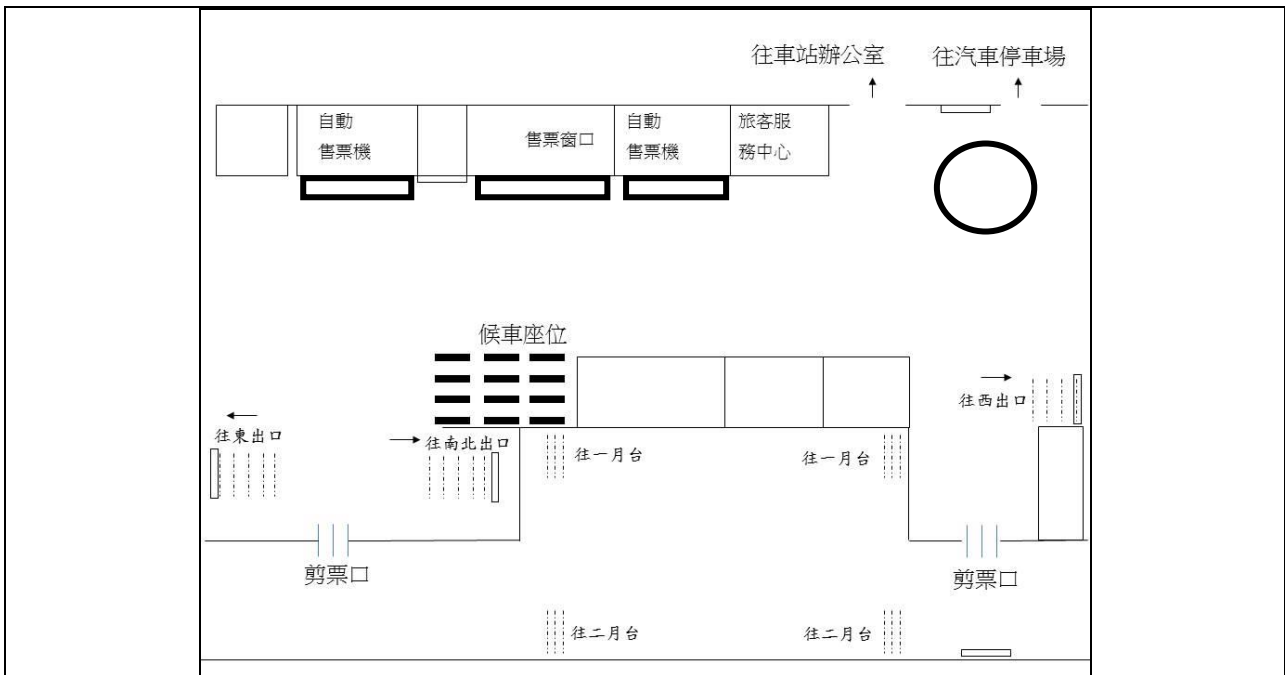 往車站辦公室
往汽車停車場
自動
售票機
售票窗口
自動
售票機
旅客服
務中心
候車座位
往西出口
往東出口
往南北出口
往一月台
往一月台
剪票口
剪票口
往二月台
往二月台